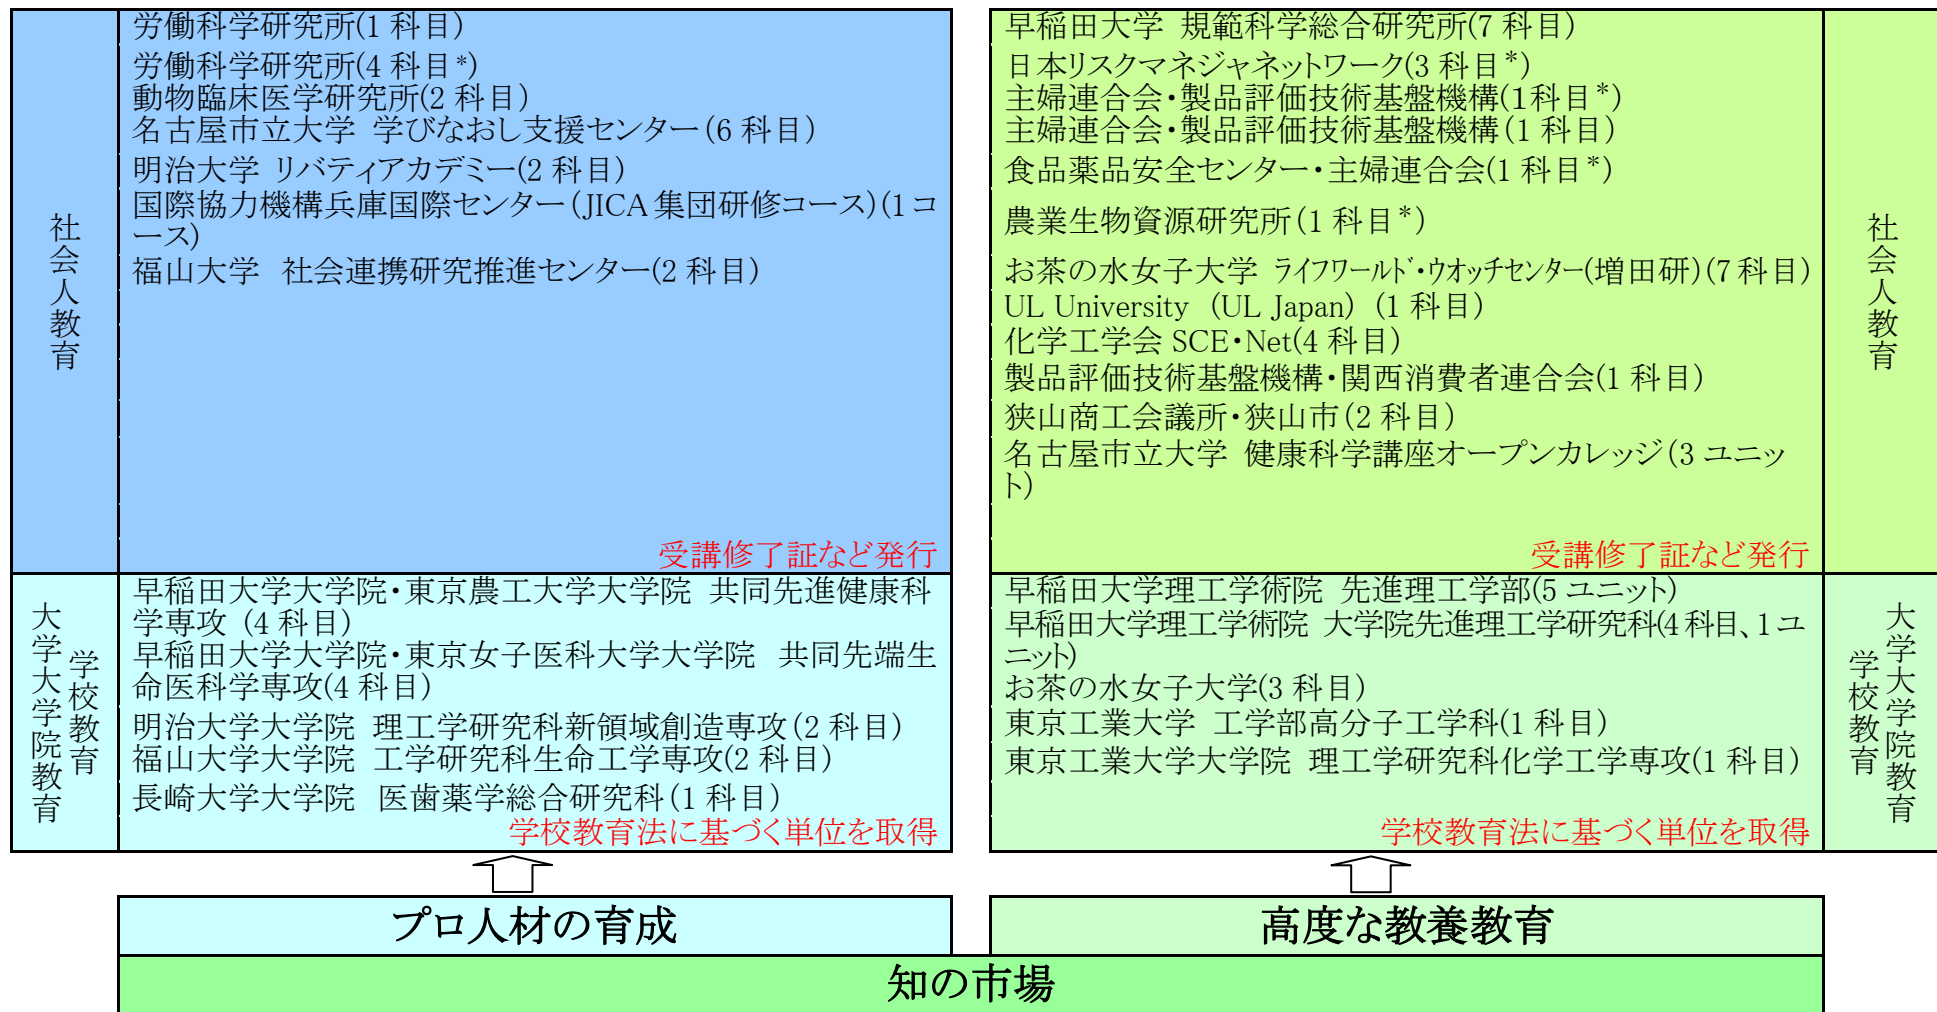 社会人教育
労働科学研究所(1 科目)
労働科学研究所(4 科目*)
動物臨床医学研究所(2 科目)
名古屋市立大学 学びなおし支援センター(6 科目)
明治大学 リバティアカデミー(2 科目)
国際協力機構兵庫国際センター(JICA 集団研修コース)(1 コ
ース)
福山大学 社会連携研究推進センター(2 科目)
受講修了証など発行
早稲田大学 規範科学総合研究所(7 科目)
日本リスクマネジャネットワーク(3 科目*)
主婦連合会・製品評価技術基盤機構(1科目*)
主婦連合会・製品評価技術基盤機構(1 科目)
食品薬品安全センター・主婦連合会(1 科目*)
農業生物資源研究所(1 科目*)
お茶の水女子大学 ライフワールド・ウオッチセンター(増田研)(7 科目)
UL University (UL Japan) (1 科目)
化学工学会 SCE・Net(4 科目)
製品評価技術基盤機構・関西消費者連合会(1 科目)
狭山商工会議所・狭山市(2 科目)
名古屋市立大学 健康科学講座オープンカレッジ(3 ユニッ
ト)
受講修了証など発行
社会人教育
学校教育
大学大学院教育
早稲田大学大学院・東京農工大学大学院 共同先進健康科
学専攻 (4 科目)
早稲田大学大学院・東京女子医科大学大学院 共同先端生
命医科学専攻(4 科目)
明治大学大学院 理工学研究科新領域創造専攻(2 科目)
福山大学大学院 工学研究科生命工学専攻(2 科目)
長崎大学大学院 医歯薬学総合研究科(1 科目)
学校教育法に基づく単位を取得
早稲田大学理工学術院 先進理工学部(5 ユニット)
早稲田大学理工学術院 大学院先進理工学研究科(4 科目、1 ユ
ニット)
お茶の水女子大学(3 科目)
東京工業大学 工学部高分子工学科(1 科目)
東京工業大学大学院 理工学研究科化学工学専攻(1 科目)
学校教育法に基づく単位を取得
大学大学院教育
学校教育
プロ人材の育成
高度な教養教育
知の市場